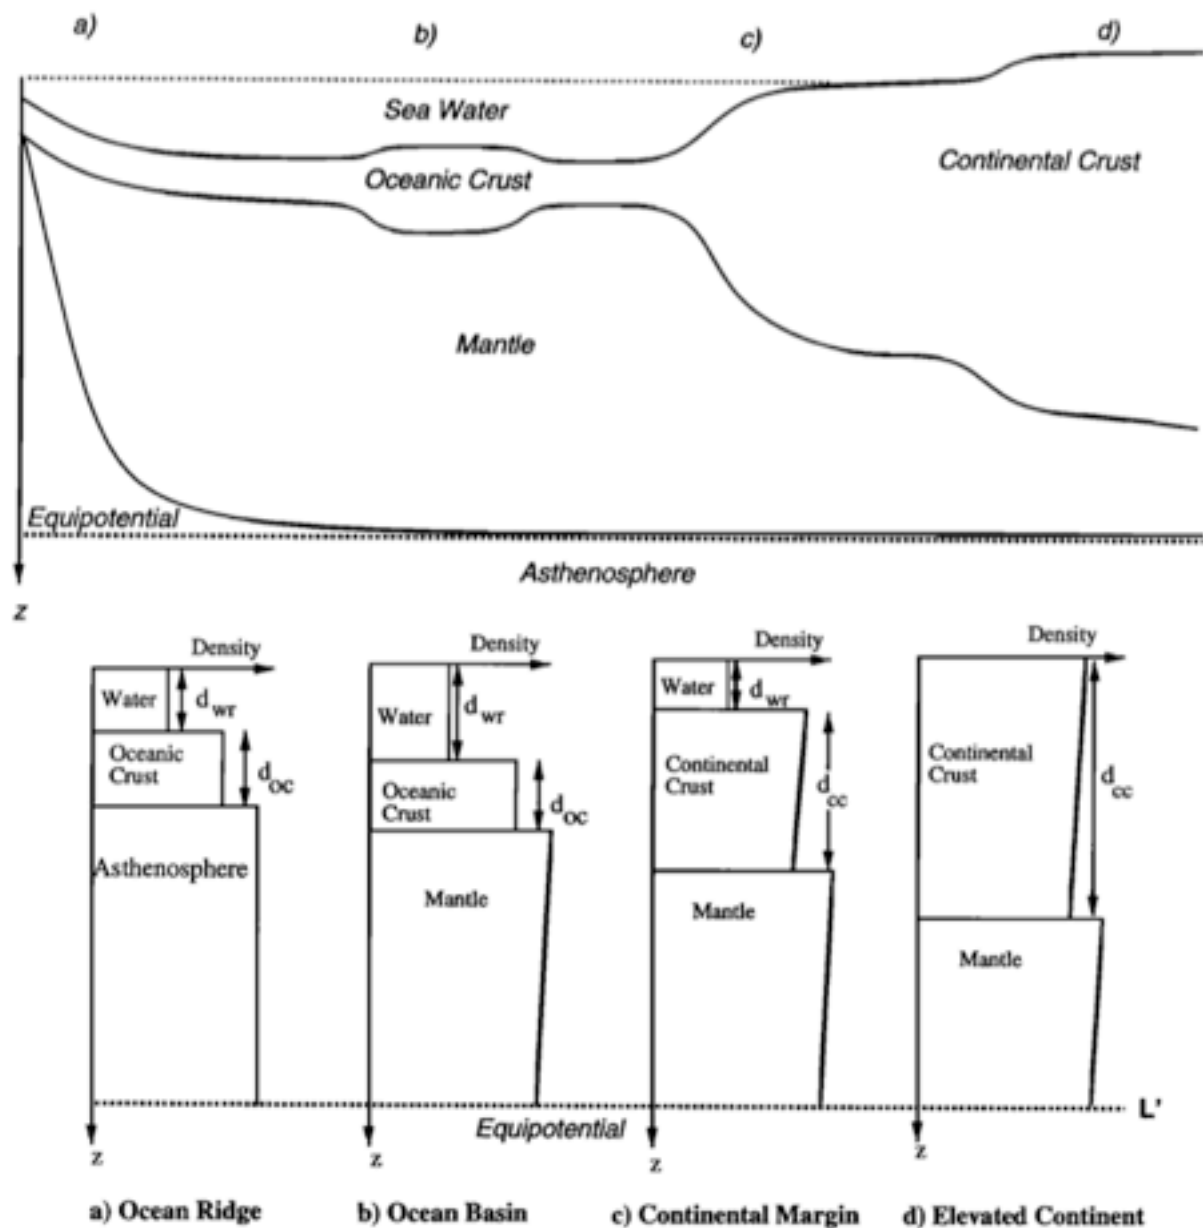 a)
b)
c)
d)
Sea Water
Oceanic Crust
Continental Crust
Mantle
Equipotential
Asthenosphere
z
Density
Water
d wr
Oceanic
Crust
d oc
Asthenosphere
z
Density
Water
d wr
Oceanic
Crust
d oc
Mantle
z
Density
Water
d wr
Continental
Crust
d cc
Mantle
z
Density
Continental
Crust
d cc
Mantle
z
Equipotential
L'
a) Ocean Ridge
b) Ocean Basin
c) Continental Margin
d) Elevated Continent